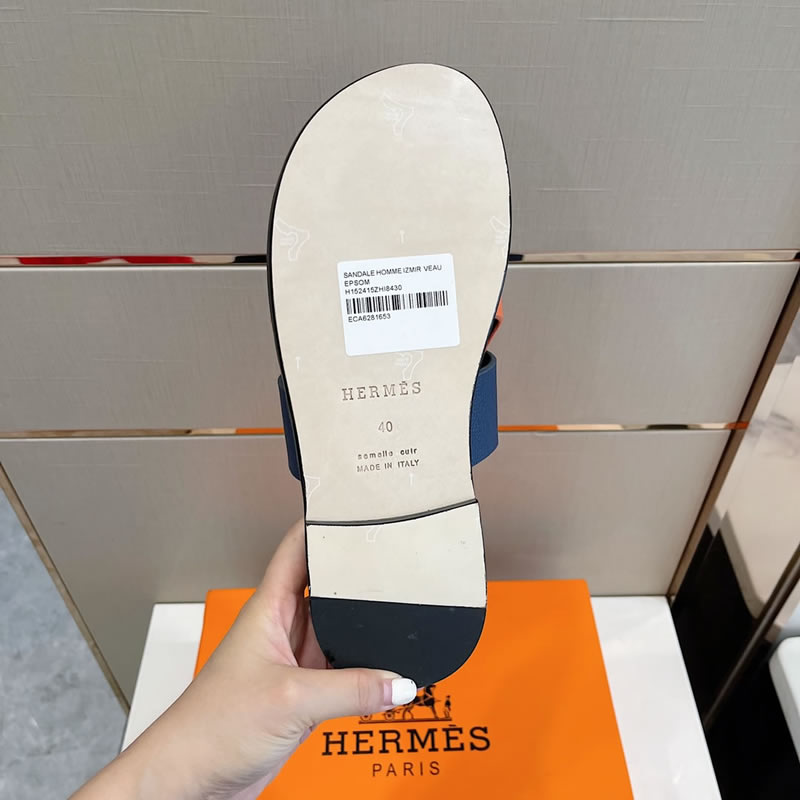 SANDALE HOMME IZMIR VEAU
EPSOM
H152415ZHI8430
ECA6281653
HERMÈS
40
semelle cuir
MADE IN ITALY
HERMÈS
PARIS